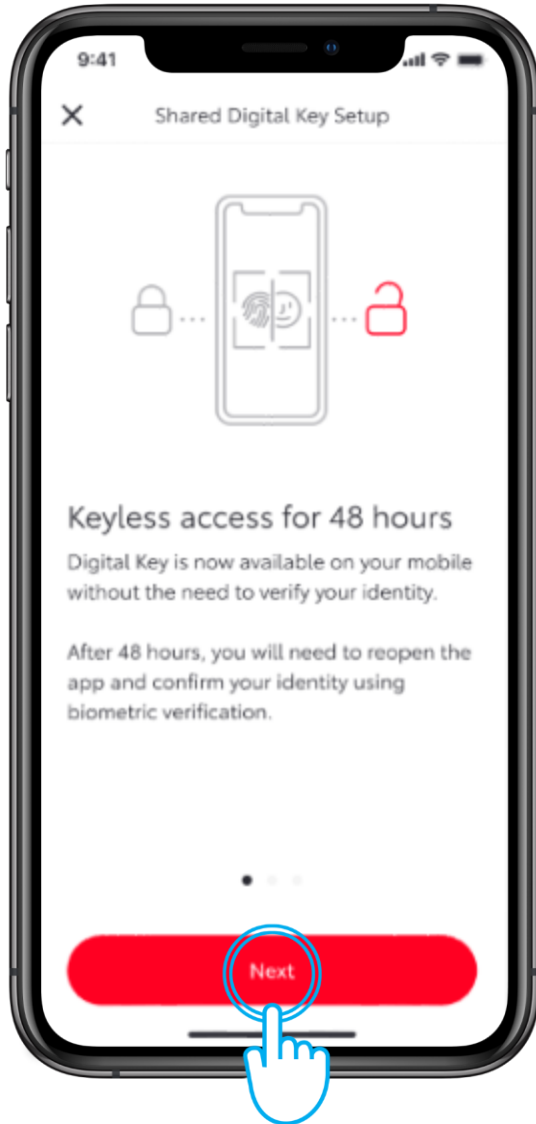 9:41
Shared Digital Key Setup
Keyless access for 48 hours
Digital Key is now available on your mobile
without the need to verify your identity.
After 48 hours, you will need to reopen the
app and confirm your identity using
biometric verification.
Next